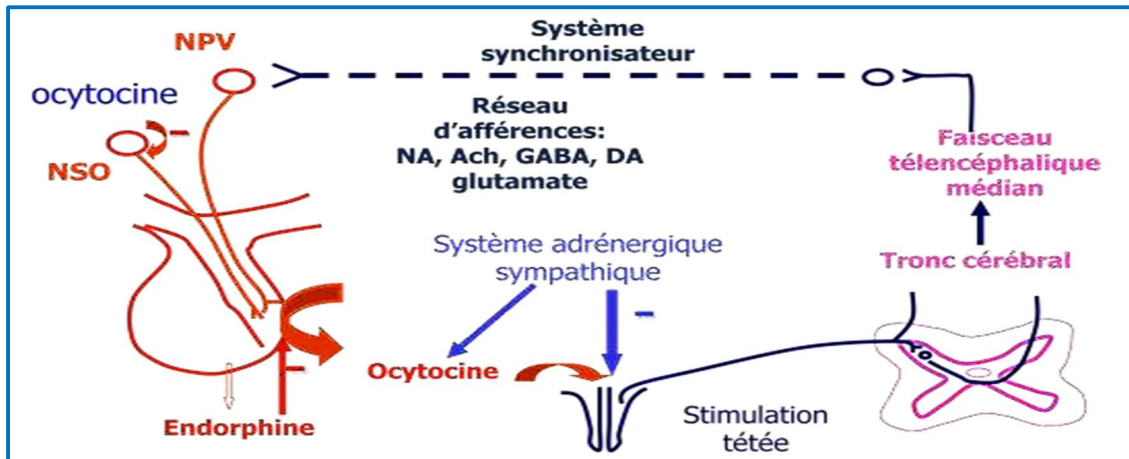 Système
synchronisateur
NPV
ocytocine
NSO
Réseau
d'afférences:
NA, Ach, GABA, DA
glutamate
Faisceau
télencéphalique
médian
Tronc cérébral
Système adrénergique
sympathique
Ocytocine
Endorphine
Stimulation
tétée